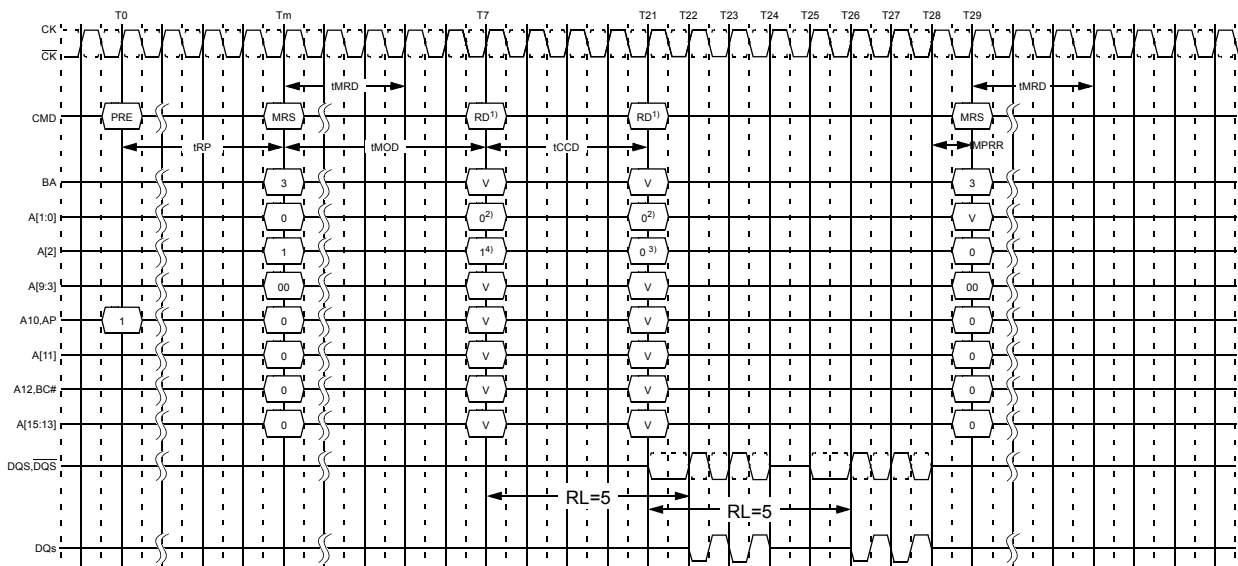 T0 Tm T7 T21 T22 T23 T24 T25 T26 T27 T28 T29
CK
CK
tMRD tMRD
CMD PRE MRS RD1) RD1) MRS
tRP tMOD tCCD tMPRR
BA 3 V V 3
A[1:0] 0 02) 02) V
A[2] 1 14) 0 3) 0
A[9:3] 00 V V 00
A10,AP 1 0 V V 0
A[11] 0 V V 0
A12,BC# 0 V V 0
A[15:13] 0 V V 0
DQS,DQS
RL=5
RL=5
DQs